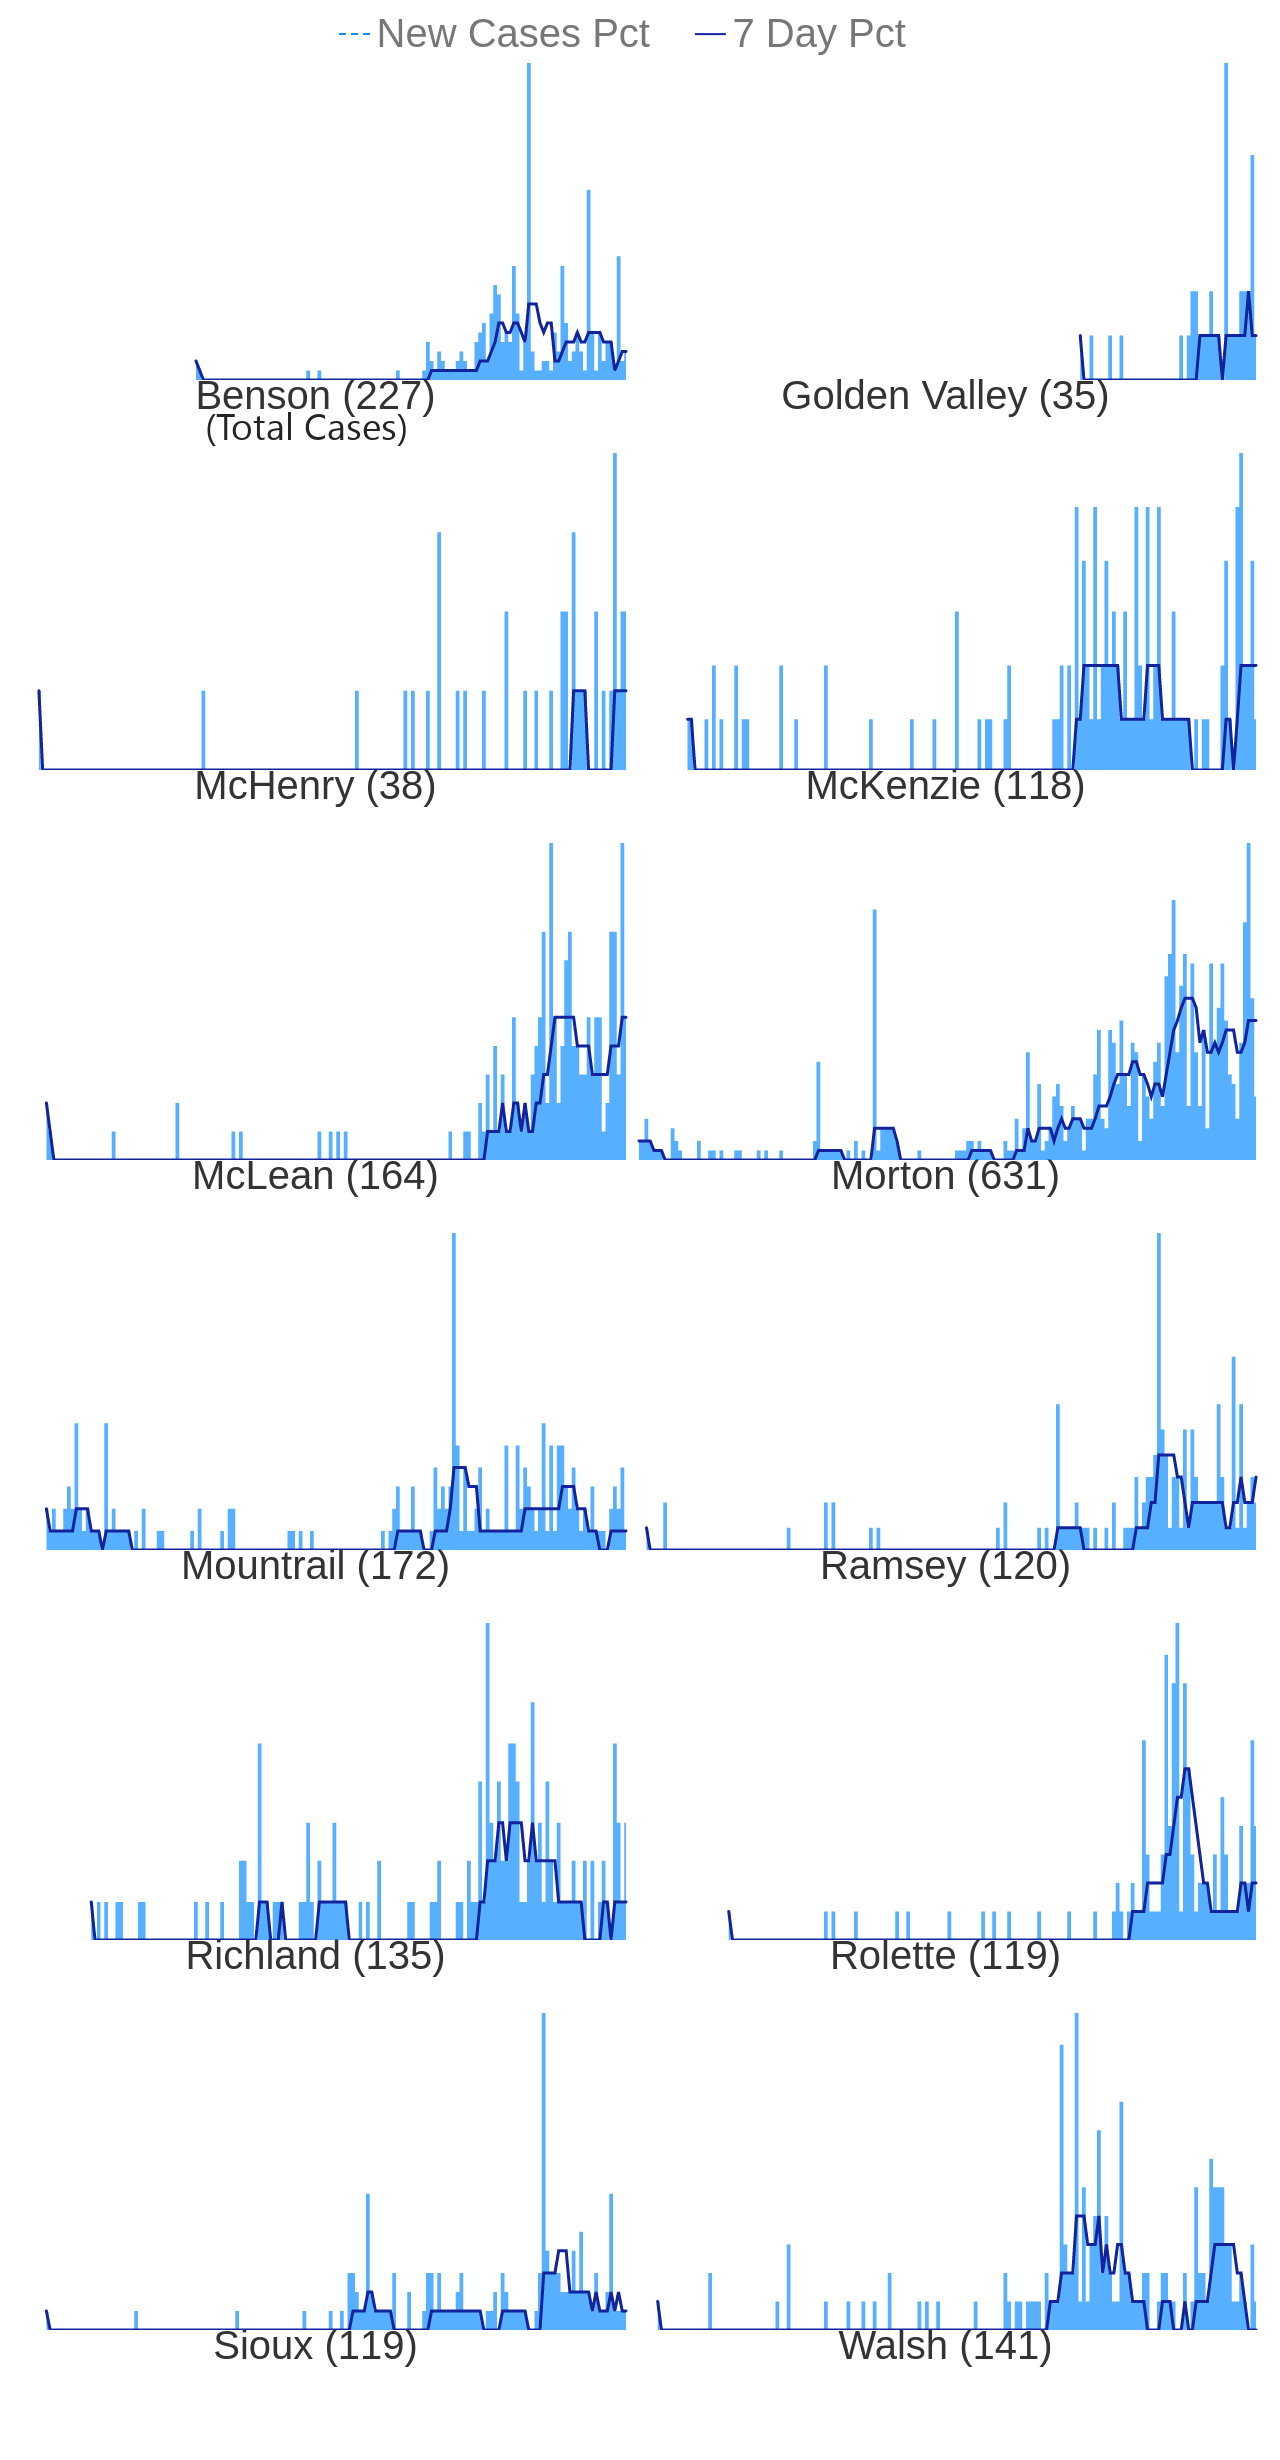 New Cases Pct 7 Day Pct
Benson (227) Golden Valley (35)
(Total Cases)
McHenry (38) McKenzie (118)
McLean (164) Morton (631)
Mountrail (172) Ramsey (120)
Richland (135) Rolette (119)
Sioux (119) Walsh (141)